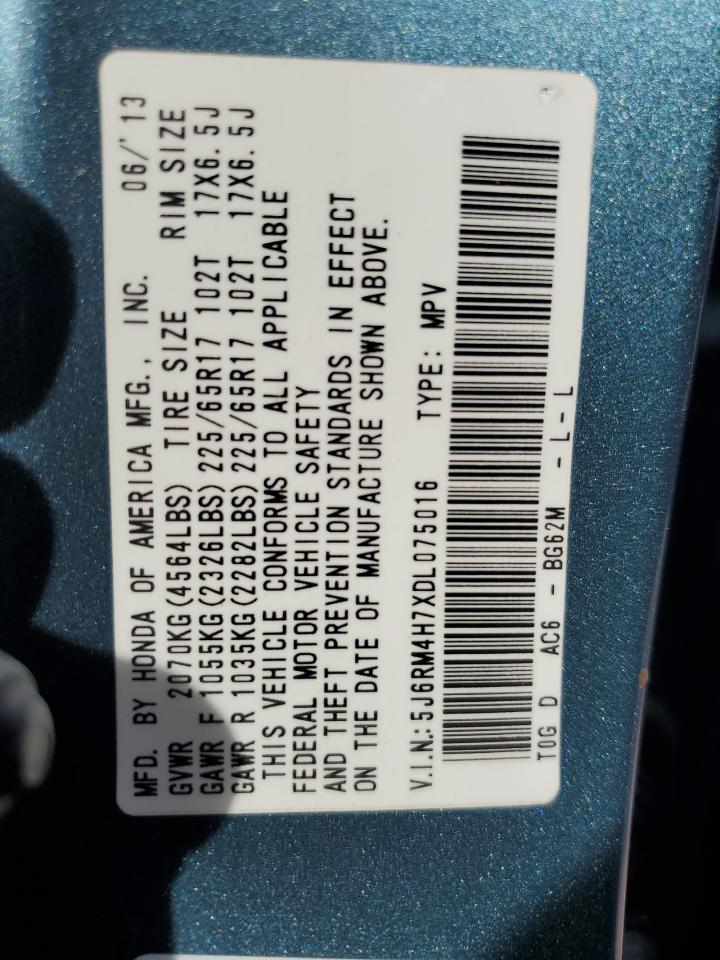 MFD. BY HONDA OF AMERICA MFG., INC. 06/'13
GVWR 2070KG(4564LBS) TIRE SIZE RIM SIZE
GAWR F 1055KG(2326LBS) 225/65R17 102T 17X6.5J
GAWR R 1035KG(2282LBS) 225/65R17 102T 17X6.5J
THIS VEHICLE CONFORMS TO ALL APPLICABLE
FEDERAL MOTOR VEHICLE SAFETY
AND THEFT PREVENTION STANDARDS IN EFFECT
ON THE DATE OF MANUFACTURE SHOWN ABOVE.
V.I.N.: 5J6RM4H7XDL075016 TYPE: MPV
T0G D AC6 - BG62M - L - L